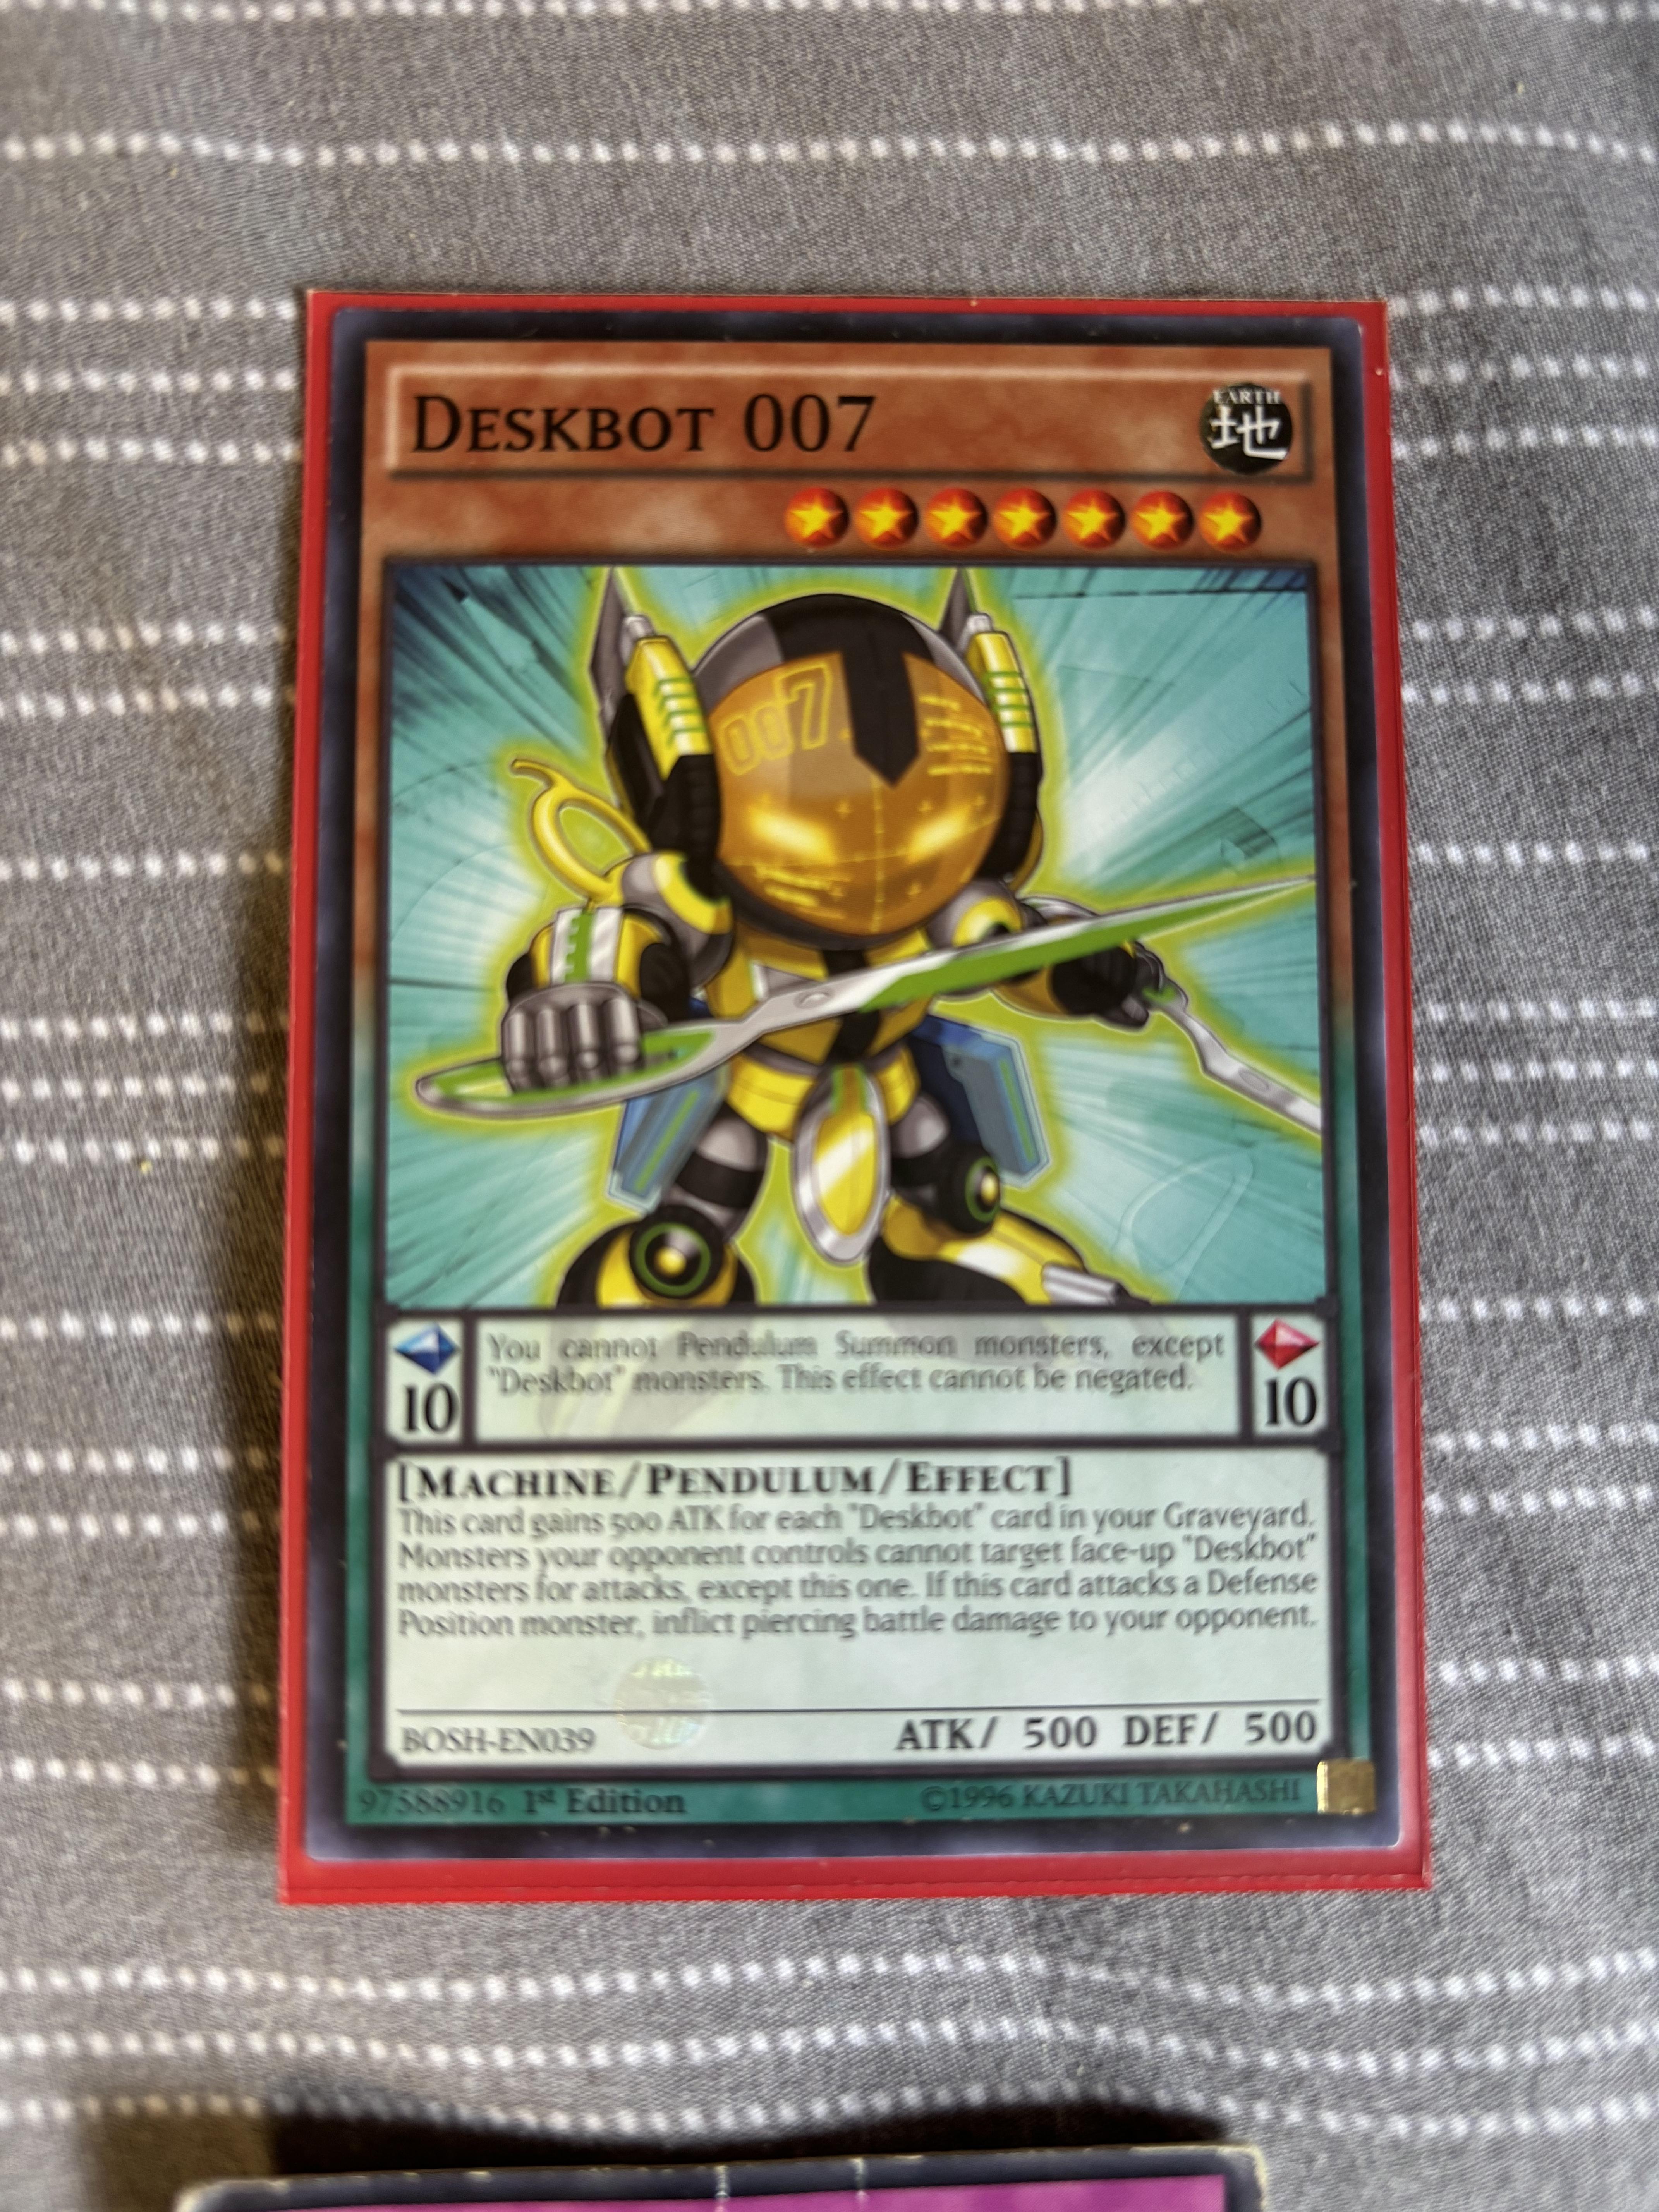 DESKBOT 007
EARTH
地
007
You cannot Pendulum Summon monsters, except
"Deskbot" monsters. This effect cannot be negated.
10
10
[MACHINE/PENDULUM/EFFECT]
This card gains 500 ATK for each "Deskbot" card in your Graveyard.
Monsters your opponent controls cannot target face-up "Deskbot"
monsters for attacks, except this one. If this card attacks a Defense
Position monster, inflict piercing battle damage to your opponent.
BOSH-EN039
ATK/ 500 DEF/ 500
97588916 1st Edition
©1996 KAZUKI TAKAHASHI